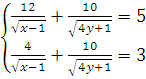 12/√(x−1) + 10/√(4y+1) = 5
4/√(x−1) + 10/√(4y+1) = 3